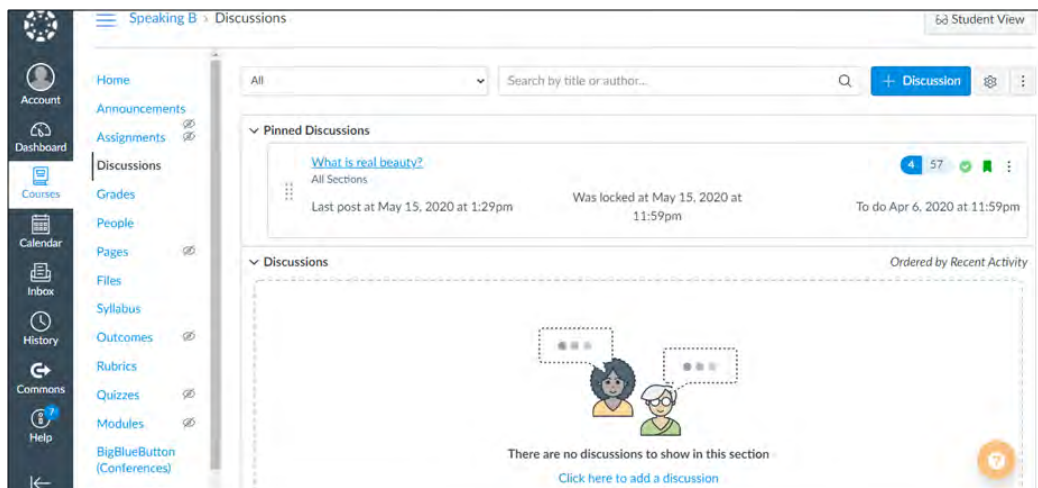 Speaking B › Discussions
Student View
Account
Dashboard
Courses
Calendar
Inbox
History
Commons
7
Help
Home
Announcements
Assignments
Discussions
Grades
People
Pages
Files
Syllabus
Outcomes
Rubrics
Quizzes
Modules
BigBlueButton
(Conferences)
All
Search by title or author...
+ Discussion
Pinned Discussions
What is real beauty?
4 57
All Sections
Last post at May 15, 2020 at 1:29pm
Was locked at May 15, 2020 at
11:59pm
To do Apr 6, 2020 at 11:59pm
Discussions
Ordered by Recent Activity
There are no discussions to show in this section
Click here to add a discussion